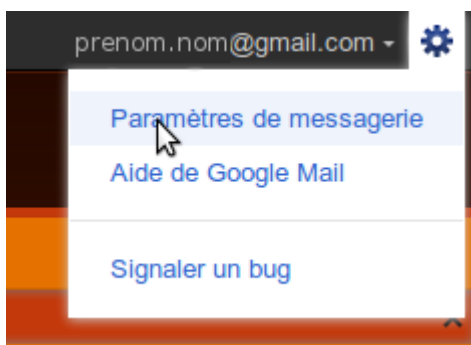 prenom.nom@gmail.com
Paramètres de messagerie
Aide de Google Mail
Signaler un bug